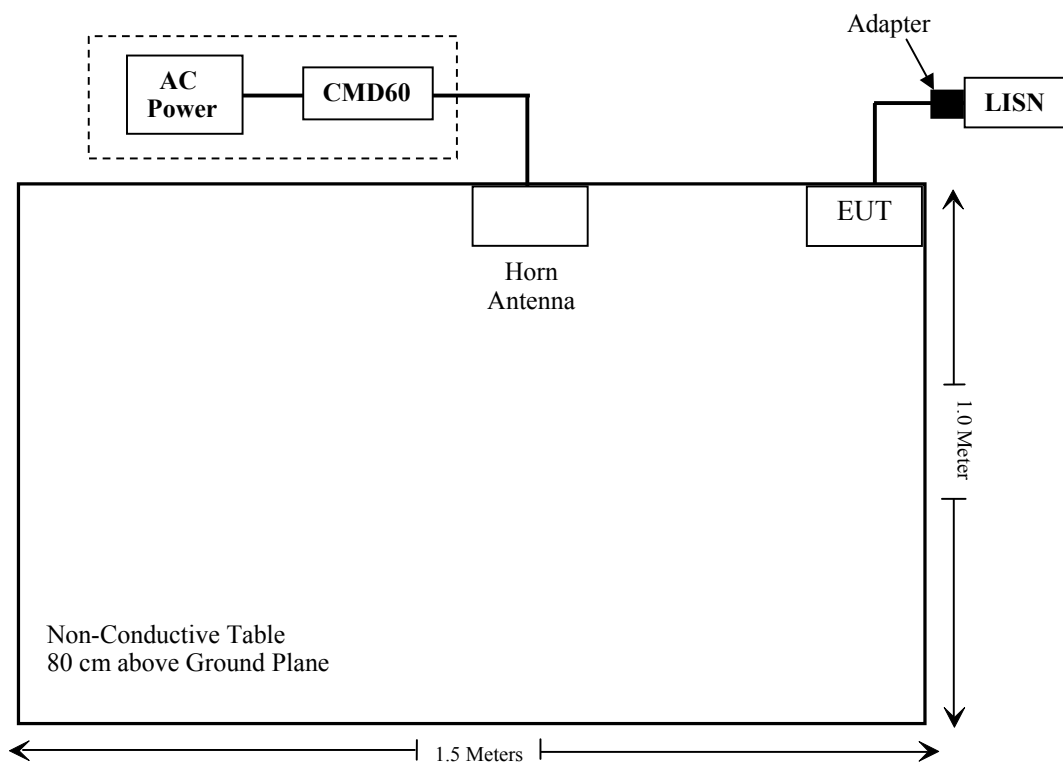 Adapter
AC
Power
CMD60
LISN
EUT
Horn
Antenna
1.0 Meter
Non-Conductive Table
80 cm above Ground Plane
1.5 Meters